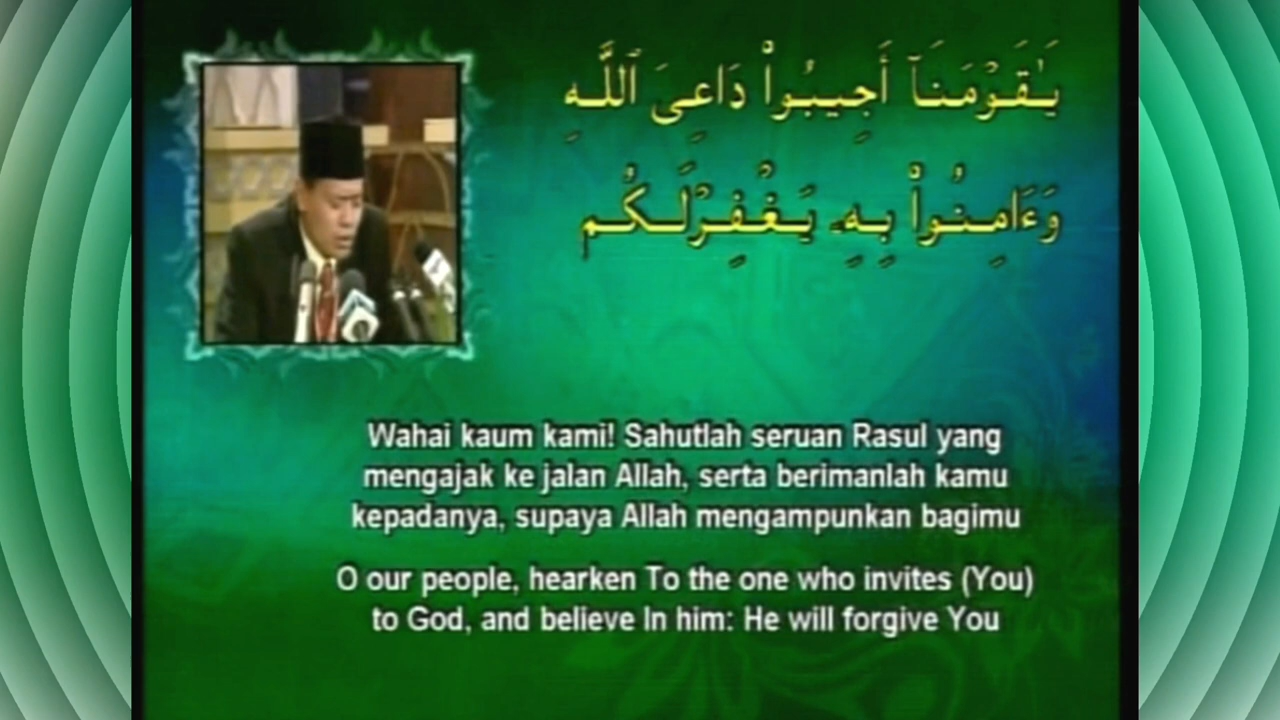 يَـٰقَوْمَنَآ أَجِيبُوا۟ دَاعِىَ ٱللَّهِ
وَءَامِنُوا۟ بِهِۦ يَغْفِرْ لَكُم
Wahai kaum kami! Sahutlah seruan Rasul yang
mengajak ke jalan Allah, serta berimanlah kamu
kepadanya, supaya Allah mengampunkan bagimu
O our people, hearken To the one who invites (You)
to God, and believe In him: He will forgive You